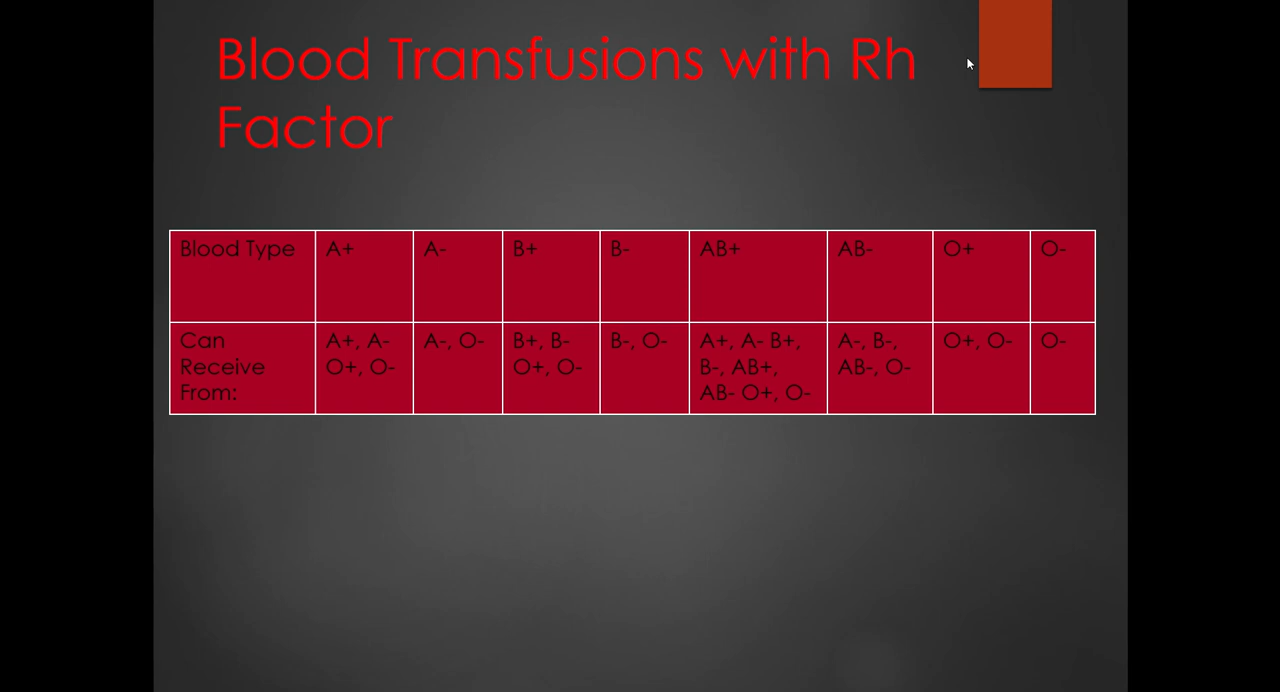 Blood Transfusions with Rh
Factor
Blood Type A+ A- B+ B- AB+ AB- O+ O-
Can
Receive
From:
A+, A-
O+, O-
A-, O-
B+, B-
O+, O-
B-, O-
A+, A- B+,
B-, AB+,
AB- O+, O-
A-, B-,
AB-, O-
O+, O-
O-